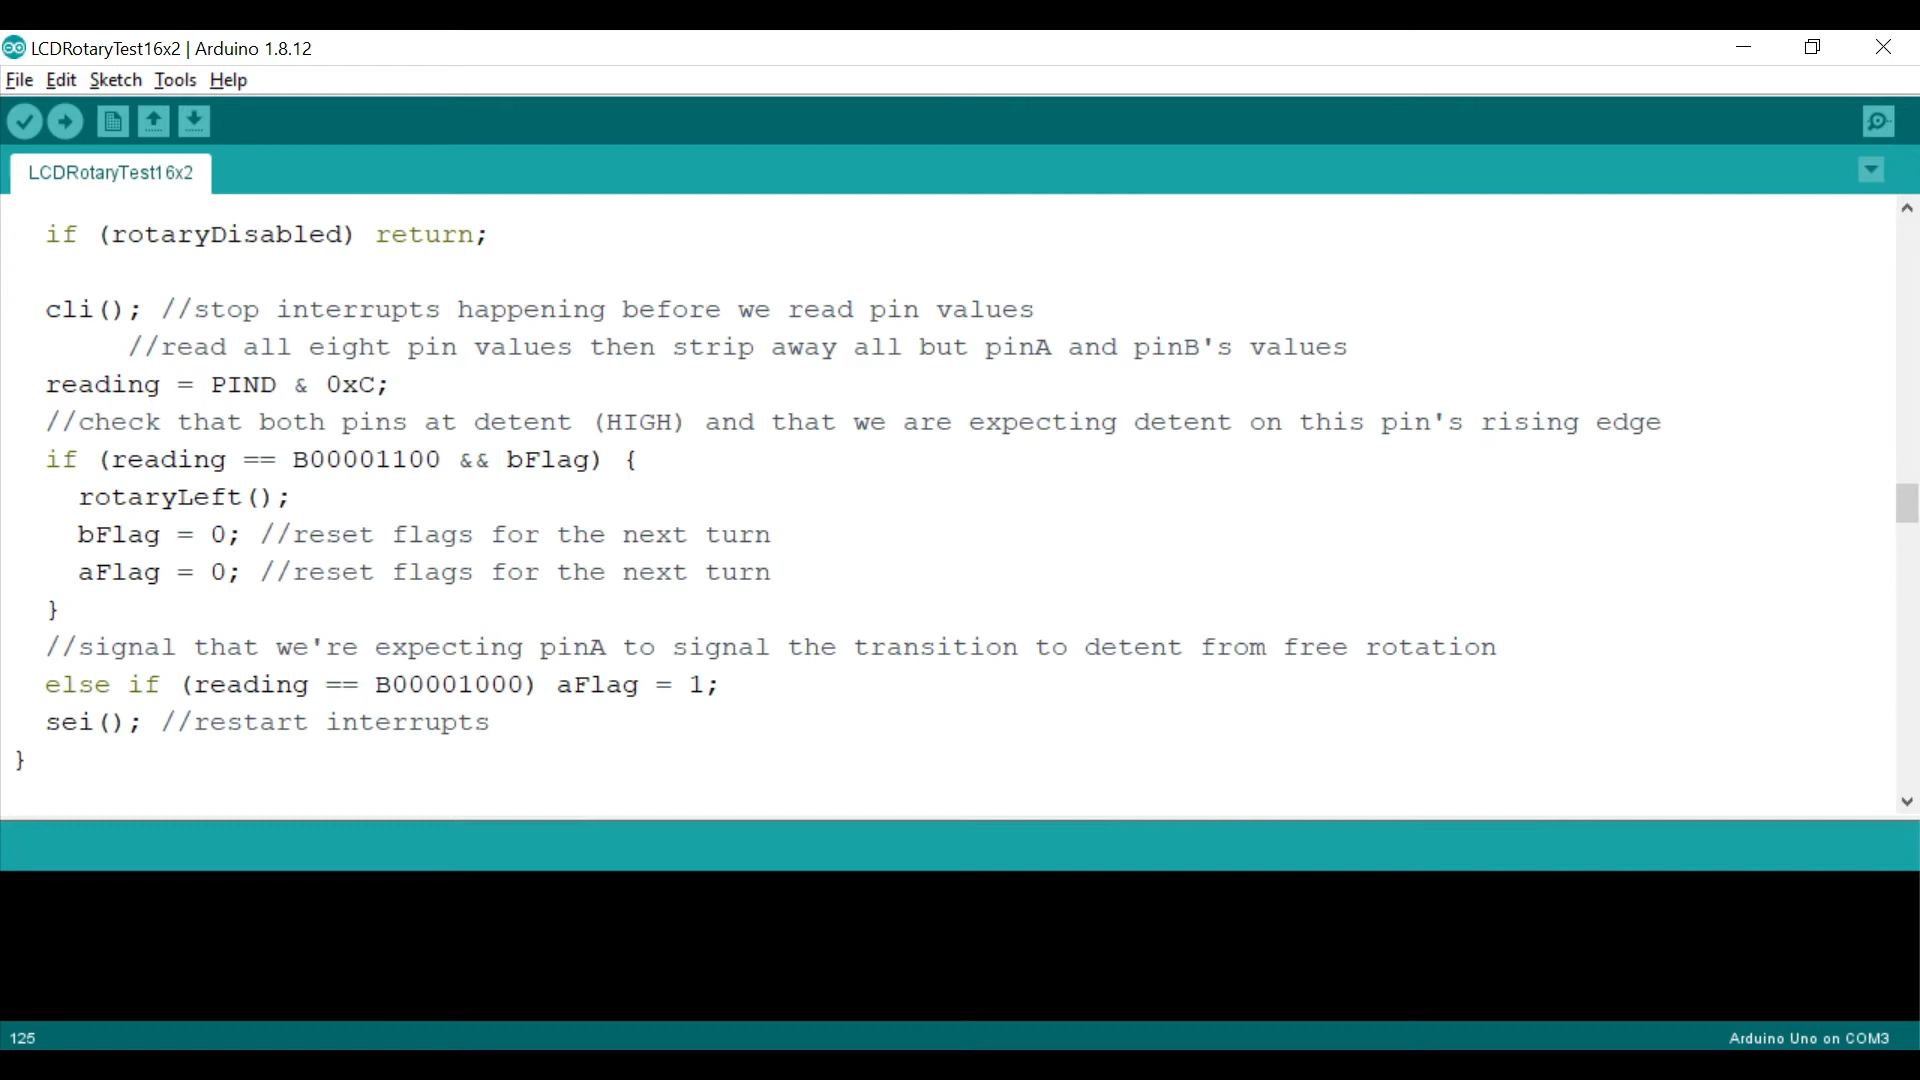 LCDRotaryTest16x2 | Arduino 1.8.12
File Edit Sketch Tools Help
LCDRotaryTest16x2
if (rotaryDisabled) return;
cli(); //stop interrupts happening before we read pin values
//read all eight pin values then strip away all but pinA and pinB's values
reading = PIND & 0xC;
//check that both pins at detent (HIGH) and that we are expecting detent on this pin's rising edge
if (reading == B00001100 && bFlag) {
rotaryLeft();
bFlag = 0; //reset flags for the next turn
aFlag = 0; //reset flags for the next turn
}
//signal that we're expecting pinA to signal the transition to detent from free rotation
else if (reading == B00001000) aFlag = 1;
sei(); //restart interrupts
}
125
Arduino Uno on COM3